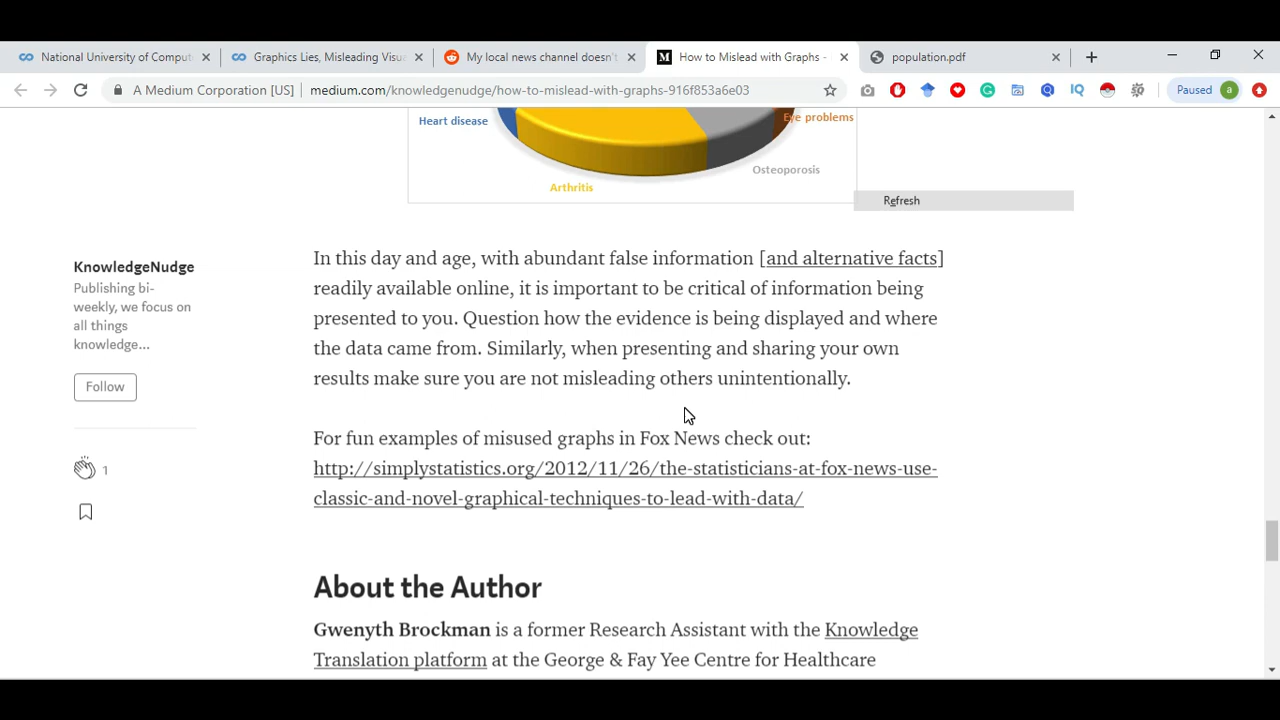 National University of Comput
Graphics Lies, Misleading Visua
My local news channel doesn't
How to Mislead with Graphs -
population.pdf
A Medium Corporation [US]
medium.com/knowledgenudge/how-to-mislead-with-graphs-916f853a6e03
IQ
Paused
a
Heart disease
Eye problems
Osteoporosis
Arthritis
Refresh
In this day and age, with abundant false information [and alternative facts]
readily available online, it is important to be critical of information being
presented to you. Question how the evidence is being displayed and where
the data came from. Similarly, when presenting and sharing your own
results make sure you are not misleading others unintentionally.
KnowledgeNudge
Publishing bi-
weekly, we focus on
all things
knowledge...
Follow
1
For fun examples of misused graphs in Fox News check out:
http://simplystatistics.org/2012/11/26/the-statisticians-at-fox-news-use-
classic-and-novel-graphical-techniques-to-lead-with-data/
About the Author
Gwenyth Brockman is a former Research Assistant with the Knowledge
Translation platform at the George & Fay Yee Centre for Healthcare